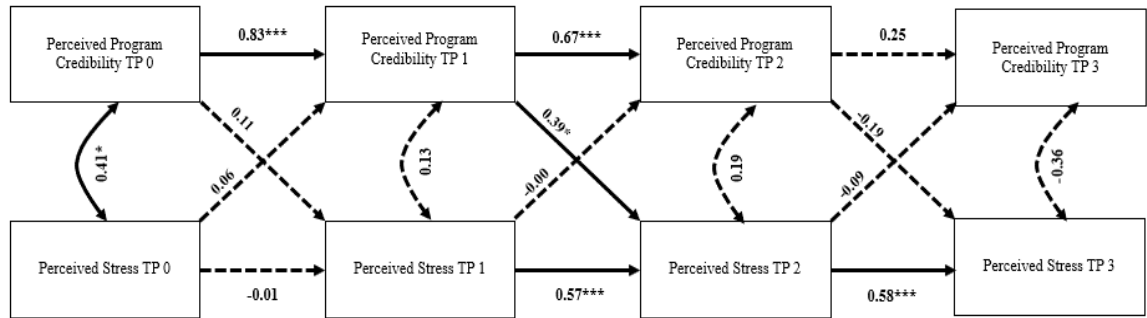 0.83***
0.67***
0.25
Perceived Program
Credibility TP 0
Perceived Program
Credibility TP 1
Perceived Program
Credibility TP 2
Perceived Program
Credibility TP 3
0.41*
0.11
0.06
0.13
0.39*
-0.00
0.19
-0.19
-0.09
-0.36
Perceived Stress TP 0
Perceived Stress TP 1
Perceived Stress TP 2
Perceived Stress TP 3
-0.01
0.57***
0.58***